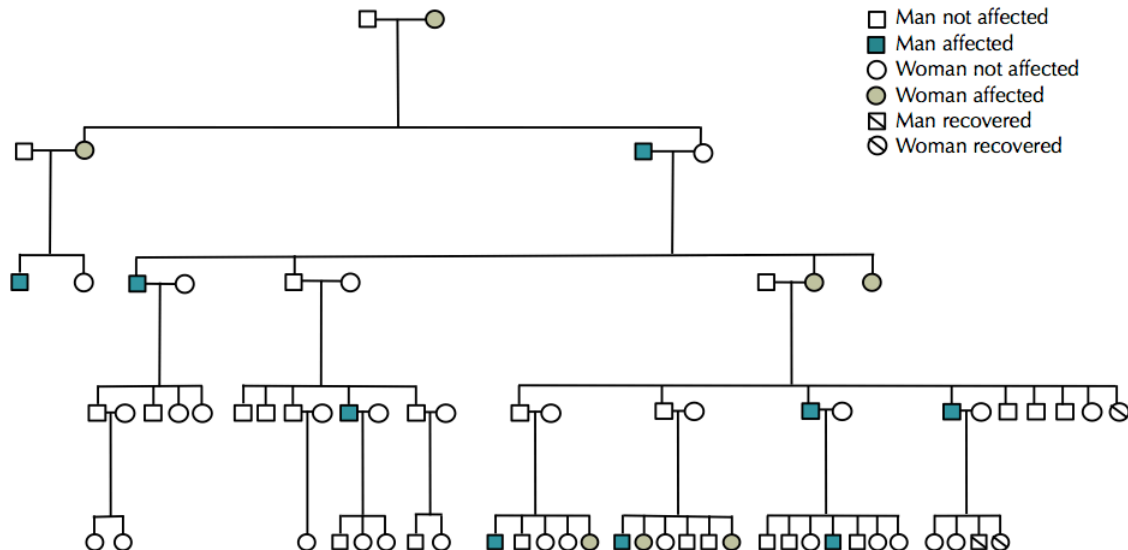 Man not affected
Man affected
Woman not affected
Woman affected
Man recovered
Woman recovered